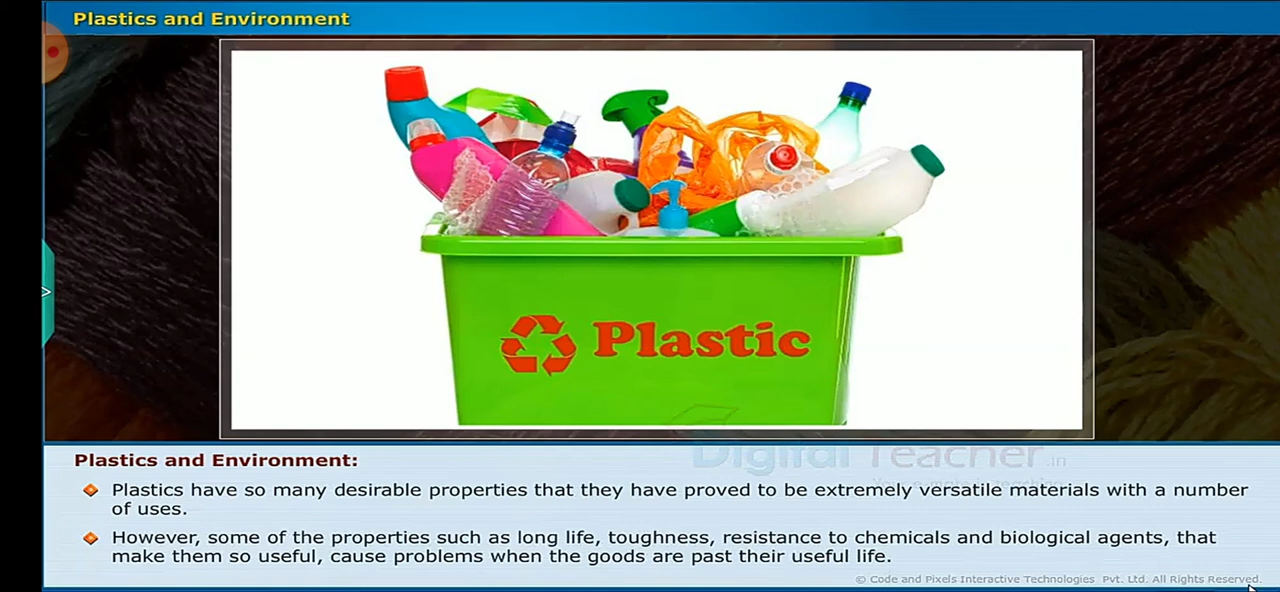 Plastics and Environment
Plastic
Digital Teacher.in
Plastics and Environment:
Plastics have so many desirable properties that they have proved to be extremely versatile materials with a number
of uses.
However, some of the properties such as long life, toughness, resistance to chemicals and biological agents, that
make them so useful, cause problems when the goods are past their useful life.
© Code and Pixels Interactive Technologies Pvt. Ltd. All Rights Reserved.